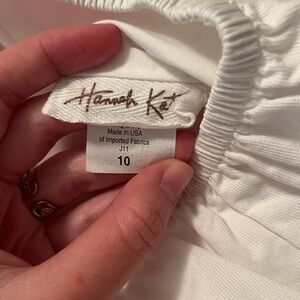 Hannah Kat
Made In USA
of Imported Fabrics
J11
10